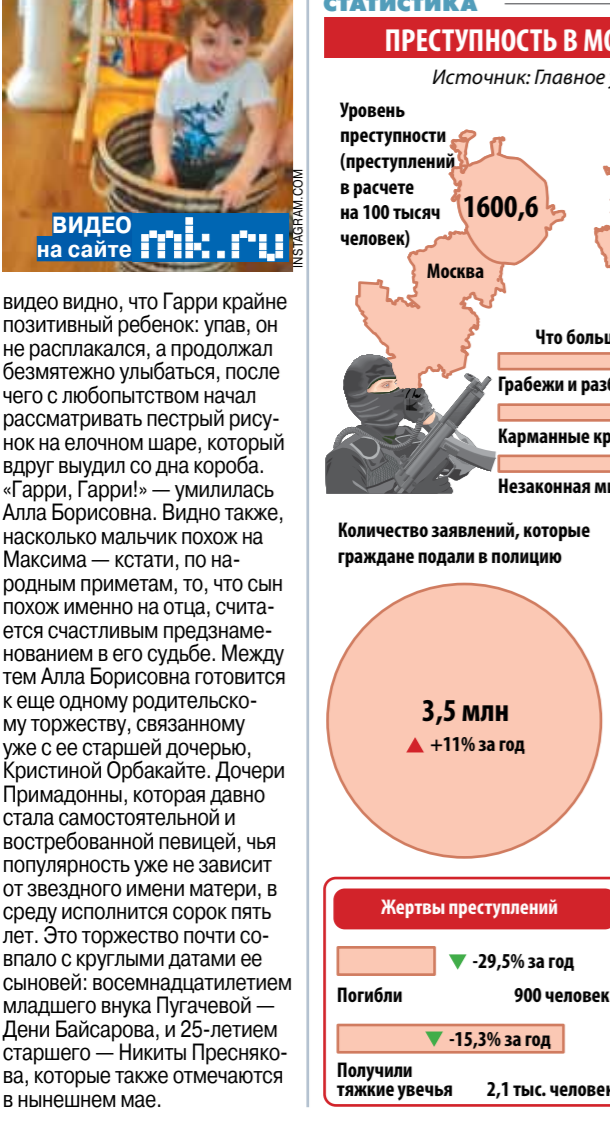 ВИДЕО
на сайте mk.ru
INSTAGRAM.COM
видео видно, что Гарри крайне
позитивный ребенок: упав, он
не расплакался, а продолжал
безмятежно улыбаться, после
чего с любопытством начал
рассматривать пестрый рису-
нок на елочном шаре, который
вдруг выудил со дна короба.
«Гарри, Гарри!» — умилилась
Алла Борисовна. Видно также,
насколько мальчик похож на
Максима — кстати, по на-
родным приметам, то, что сын
похож именно на отца, счита-
ется счастливым предзнаме-
нованием в его судьбе. Между
тем Алла Борисовна готовится
к еще одному родительско-
му торжеству, связанному
уже с ее старшей дочерью,
Кристиной Орбакайте. Дочери
Примадонны, которая давно
стала самостоятельной и
востребованной певицей, чья
популярность уже не зависит
от звездного имени матери, в
среду исполнится сорок пять
лет. Это торжество почти со-
впало с круглыми датами ее
сыновей: восемнадцатилетием
младшего внука Пугачевой —
Дени Байсарова, и 25-летием
старшего — Никиты Пресняко-
ва, которые также отмечаются
в нынешнем мае.
СТАТИСТИКА
ПРЕСТУПНОСТЬ В МО
Источник: Главное
Уровень
преступности
(преступлений
в расчете
на 100 тысяч
человек)
1600,6
Москва
Что больш
Грабежи и разб
Карманные кр
Незаконная ми
Количество заявлений, которые
граждане подали в полицию
3,5 млн
▲ +11% за год
Жертвы преступлений
▼ -29,5% за год
Погибли 900 человек
▼ -15,3% за год
Получили
тяжкие увечья 2,1 тыс. человек